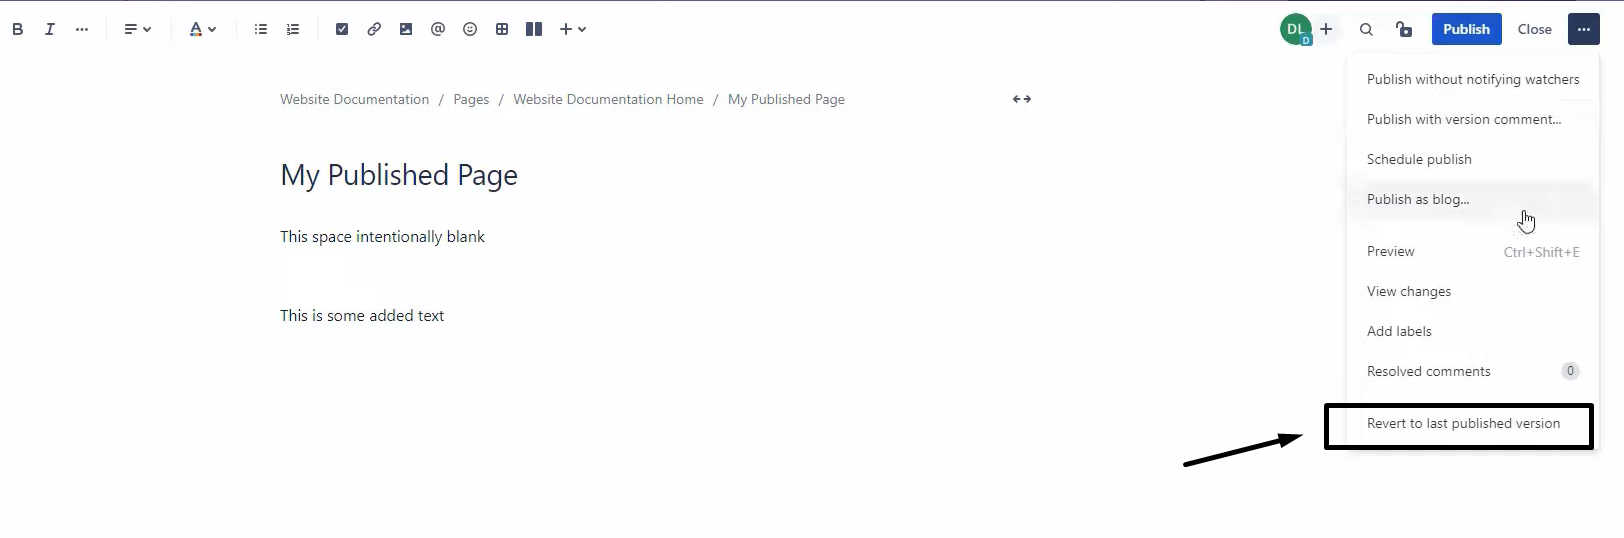 B I ... A @ DL D Publish Close ...
Website Documentation / Pages / Website Documentation Home / My Published Page
My Published Page
This space intentionally blank
This is some added text
Publish without notifying watchers
Publish with version comment...
Schedule publish
Publish as blog...
Preview Ctrl+Shift+E
View changes
Add labels
Resolved comments 0
Revert to last published version